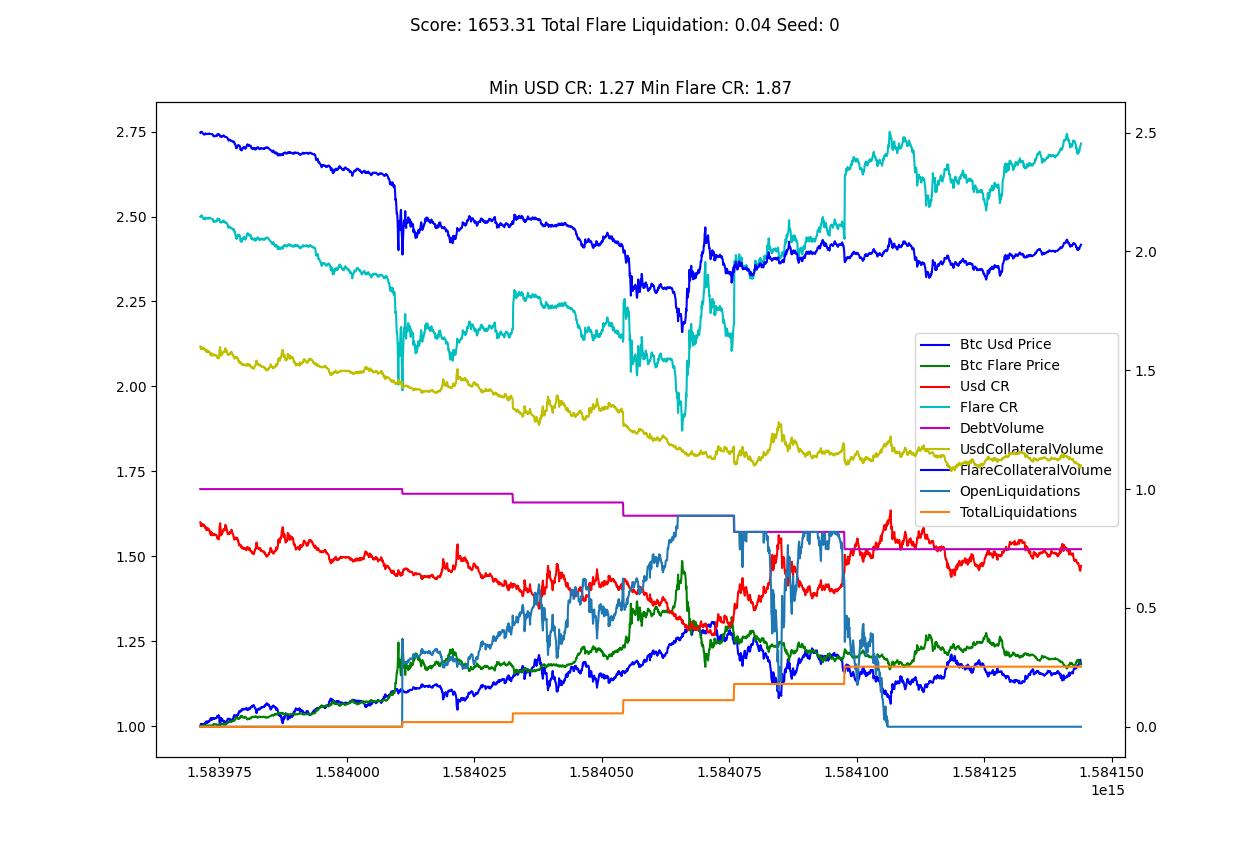 Score: 1653.31 Total Flare Liquidation: 0.04 Seed: 0
Min USD CR: 1.27 Min Flare CR: 1.87
2.75
2.50
2.25
2.00
1.75
1.50
1.25
1.00
2.5
2.0
1.5
1.0
0.5
0.0
Btc Usd Price
Btc Flare Price
Usd CR
Flare CR
DebtVolume
UsdCollateralVolume
FlareCollateralVolume
OpenLiquidations
TotalLiquidations
1.583975 1.584000 1.584025 1.584050 1.584075 1.584100 1.584125 1.584150
1e15